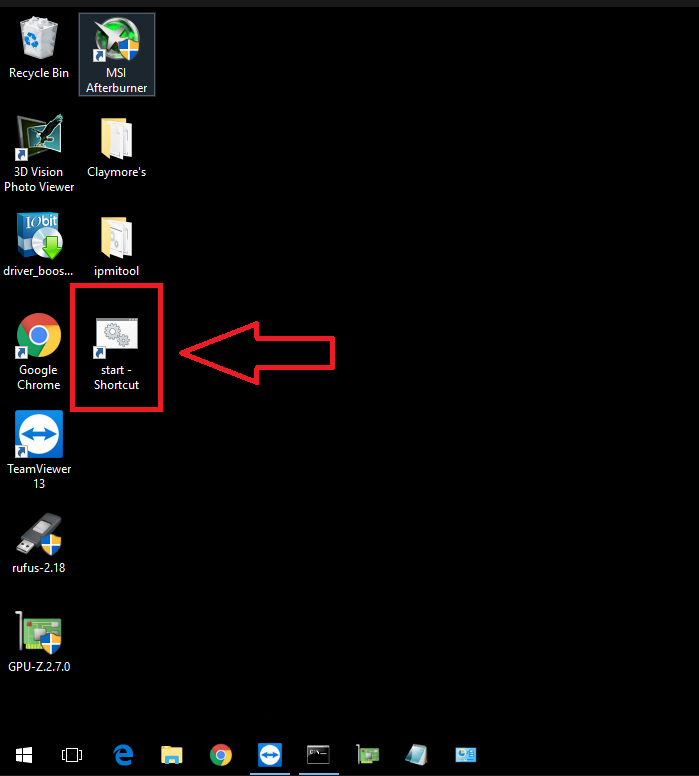 Recycle Bin
MSI
Afterburner
3D Vision
Photo Viewer
Claymore's
IObit
driver_boos...
ipmitool
Google
Chrome
start -
Shortcut
TeamViewer
13
rufus-2.18
GPU-Z.2.7.0